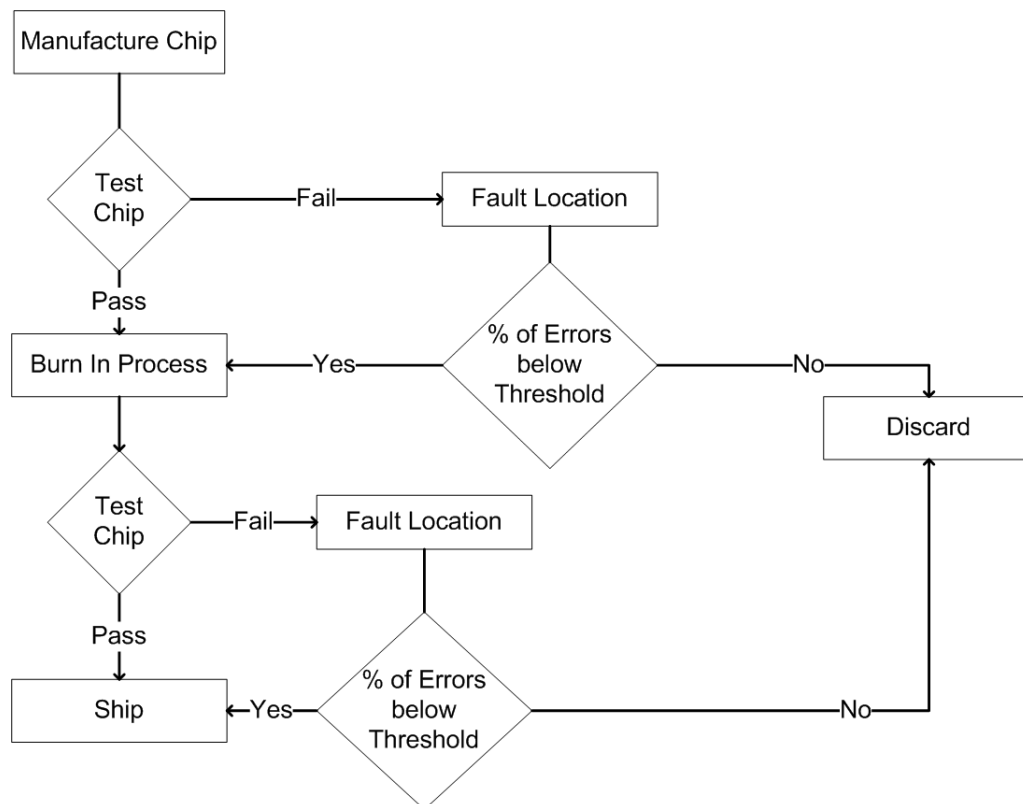 Manufacture Chip
Test
Chip
Fail
Fault Location
Pass
% of Errors
below
Threshold
Burn In Process
Yes
No
Discard
Test
Chip
Fail
Fault Location
Pass
% of Errors
below
Threshold
Ship
Yes
No